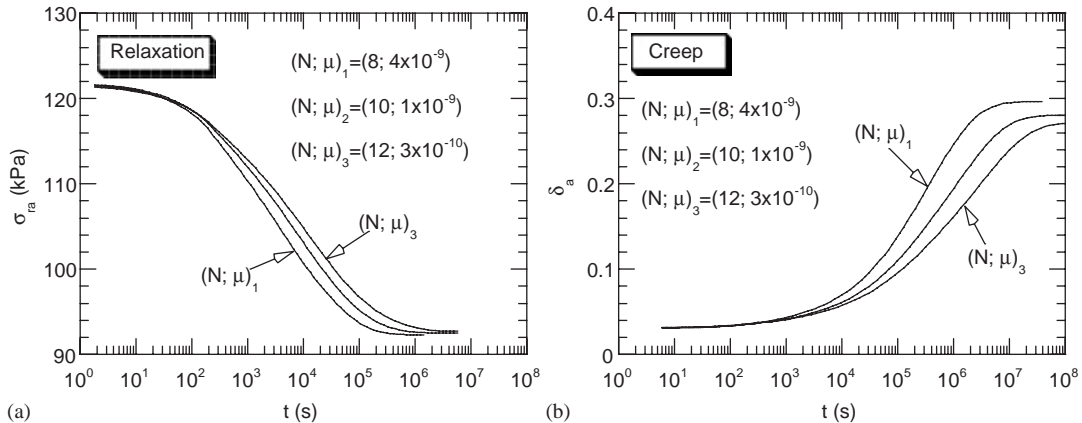 130
120
110
100
90
σra (kPa)
Relaxation
(N; μ)1=(8; 4x10-9)
(N; μ)2=(10; 1x10-9)
(N; μ)3=(12; 3x10-10)
(N; μ)3
(N; μ)1
10^0 10^1 10^2 10^3 10^4 10^5 10^6 10^7 10^8
t (s)
(a)
0.4
0.3
0.2
0.1
0
δa
Creep
(N; μ)1=(8; 4x10-9)
(N; μ)2=(10; 1x10-9)
(N; μ)3=(12; 3x10-10)
(N; μ)1
(N; μ)3
10^0 10^1 10^2 10^3 10^4 10^5 10^6 10^7 10^8
t (s)
(b)